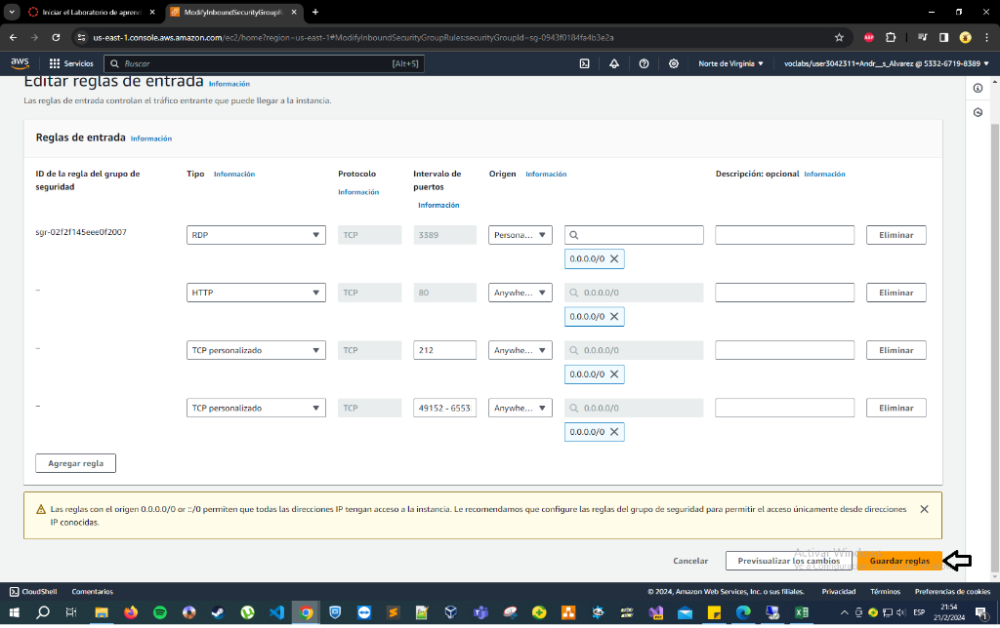 Iniciar el Laboratorio de aprend
ModifyInboundSecurityGroupR
us-east-1.console.aws.amazon.com/ec2/home?region=us-east-1#ModifyInboundSecurityGroupRules:securityGroupId=sg-0943f0184fa4b3e2a
ABP
aws Servicios Buscar [Alt+S] Norte de Virginia voclabs/user3042311=Andr__s_Alvarez @ 5332-6719-8389
Editar reglas de entrada Información
Las reglas de entrada controlan el tráfico entrante que puede llegar a la instancia.
Reglas de entrada Información
ID de la regla del grupo de seguridad Tipo Información Protocolo Información Intervalo de puertos Información Origen Información Descripción: opcional Información
sgr-02f2f145eee0f2007 RDP TCP 3389 Persona... Eliminar
0.0.0.0/0
– HTTP TCP 80 Anywhe... 0.0.0.0/0 Eliminar
0.0.0.0/0
– TCP personalizado TCP 212 Anywhe... 0.0.0.0/0 Eliminar
0.0.0.0/0
– TCP personalizado TCP 49152 - 6553 Anywhe... 0.0.0.0/0 Eliminar
0.0.0.0/0
Agregar regla
Las reglas con el origen 0.0.0.0/0 or ::/0 permiten que todas las direcciones IP tengan acceso a la instancia. Le recomendamos que configure las reglas del grupo de seguridad para permitir el acceso únicamente desde direcciones
IP conocidas.
Activar Windows
Cancelar Previsualizar los cambios Guardar reglas
CloudShell Comentarios © 2024, Amazon Web Services, Inc. o sus filiales. Privacidad Términos Preferencias de cookies
ESP 21:54
21/2/2024